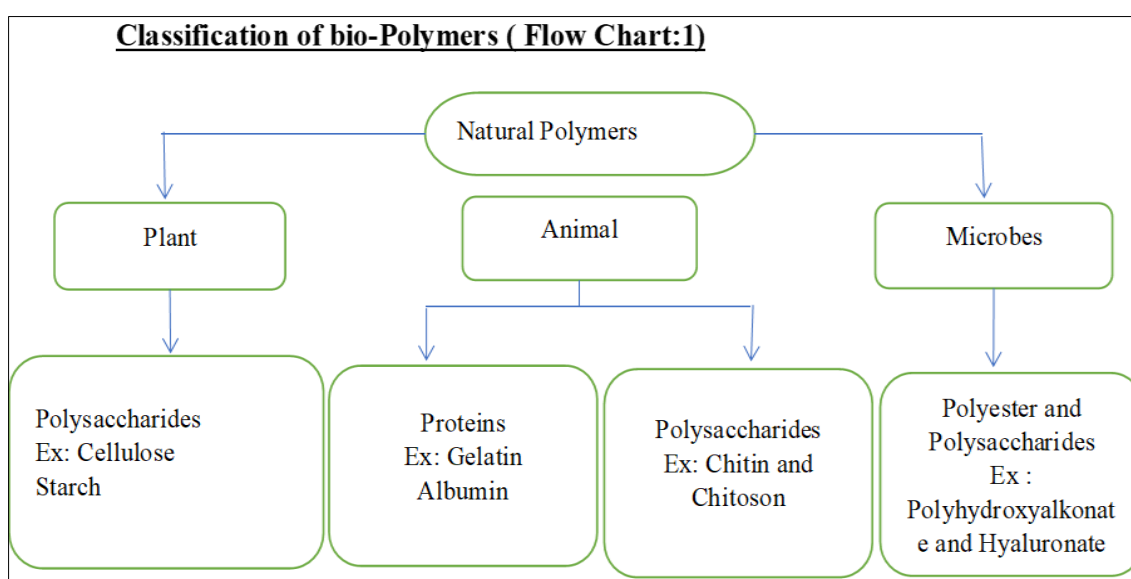 Classification of bio-Polymers ( Flow Chart:1)
Natural Polymers
Plant
Animal
Microbes
Polysaccharides
Ex: Cellulose
Starch
Proteins
Ex: Gelatin
Albumin
Polysaccharides
Ex: Chitin and
Chitoson
Polyester and
Polysaccharides
Ex :
Polyhydroxyalkonat
e and Hyaluronate